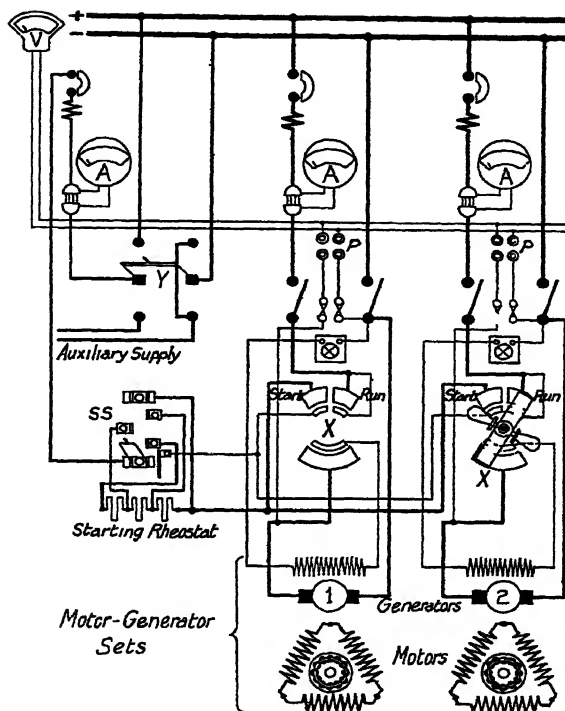 +
−
V
A
A
A
P
P
Y
Auxiliary Supply
Start
Run
Start
Run
X
X
SS
Starting Rheostat
1
Generators
2
Motor-Generator
Sets
Motors